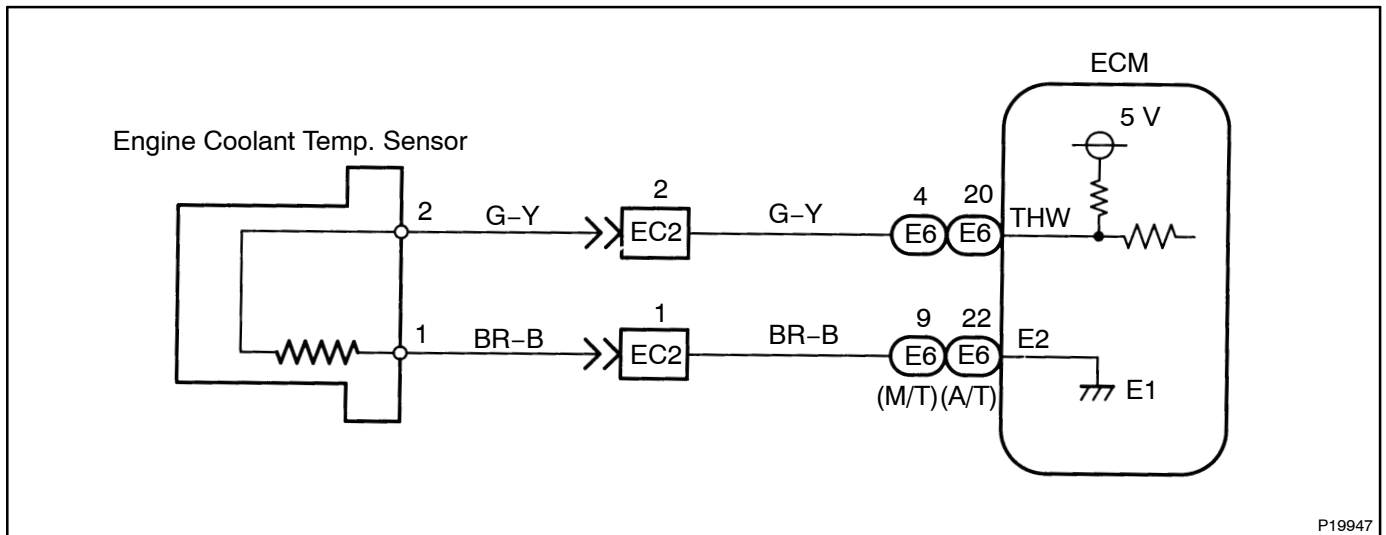 ECM
5 V
Engine Coolant Temp. Sensor
2
G−Y
2
EC2
G−Y
4
E6
20
E6
THW
1
BR−B
1
EC2
BR−B
9
E6
22
E6
E2
(M/T) (A/T)
E1
P19947